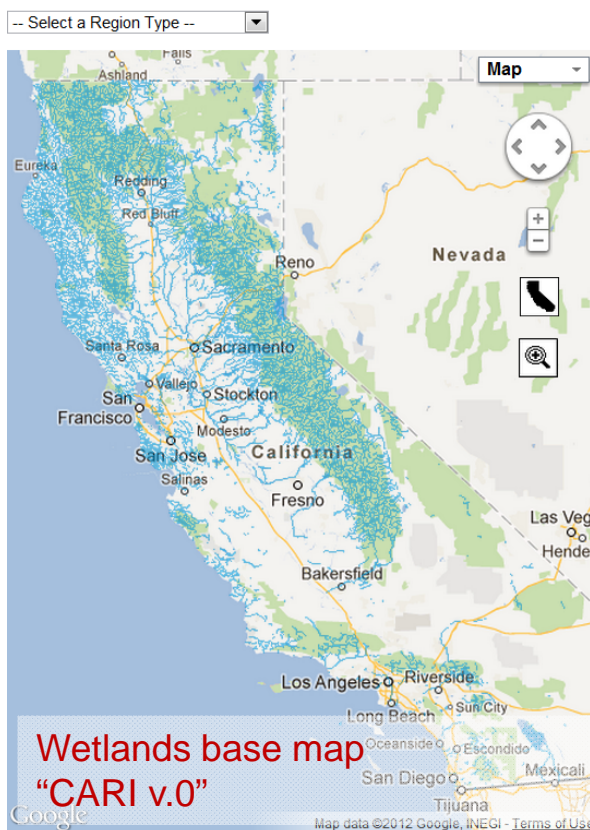 -- Select a Region Type --
Falls
Ashland
Map
Eureka
Redding
Red Bluff
Reno
Nevada
Santa Rosa
Sacramento
Vallejo
Stockton
San
Francisco
Modesto
San Jose
California
Salinas
Fresno
Las Veg
Hende
Bakersfield
Los Angeles
Riverside
Long Beach
Sun City
Wetlands base map
“CARI v.0”
Oceanside
Escondido
San Diego
Mexicali
Tijuana
Google
Map data ©2012 Google, INEGI - Terms of Use